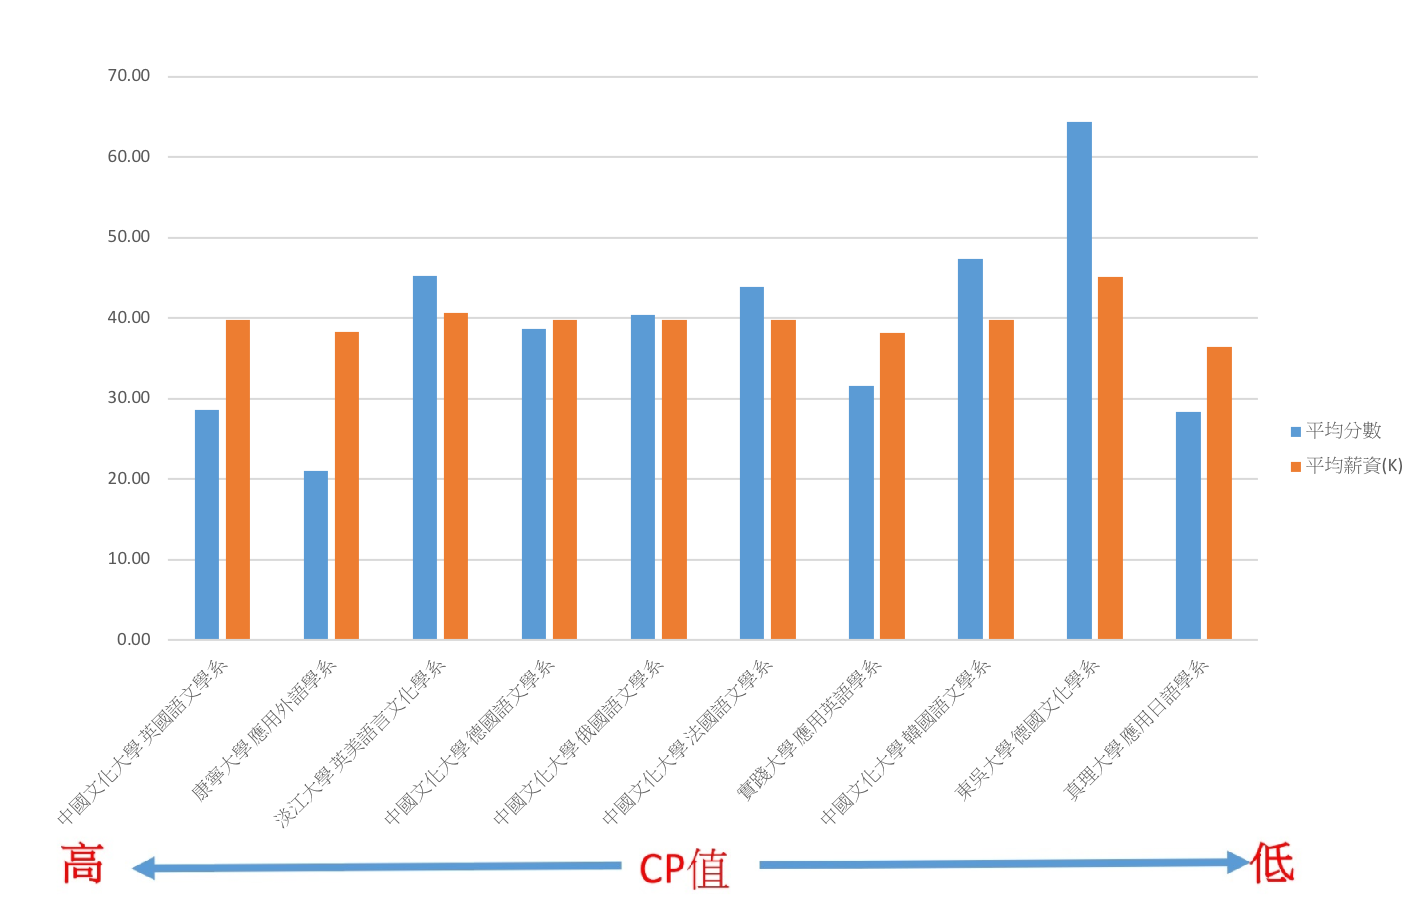 70.00
60.00
50.00
40.00
30.00
20.00
10.00
0.00
平均分數
平均薪資(K)
中國文化大學 英國語文學系
康寧大學 應用外語學系
淡江大學 英美語言文化學系
中國文化大學 德國語文學系
中國文化大學 俄國語文學系
中國文化大學 法國語文學系
實踐大學 應用英語學系
中國文化大學 韓國語文學系
東吳大學 德國文化學系
真理大學 應用日語學系
高 CP值 低